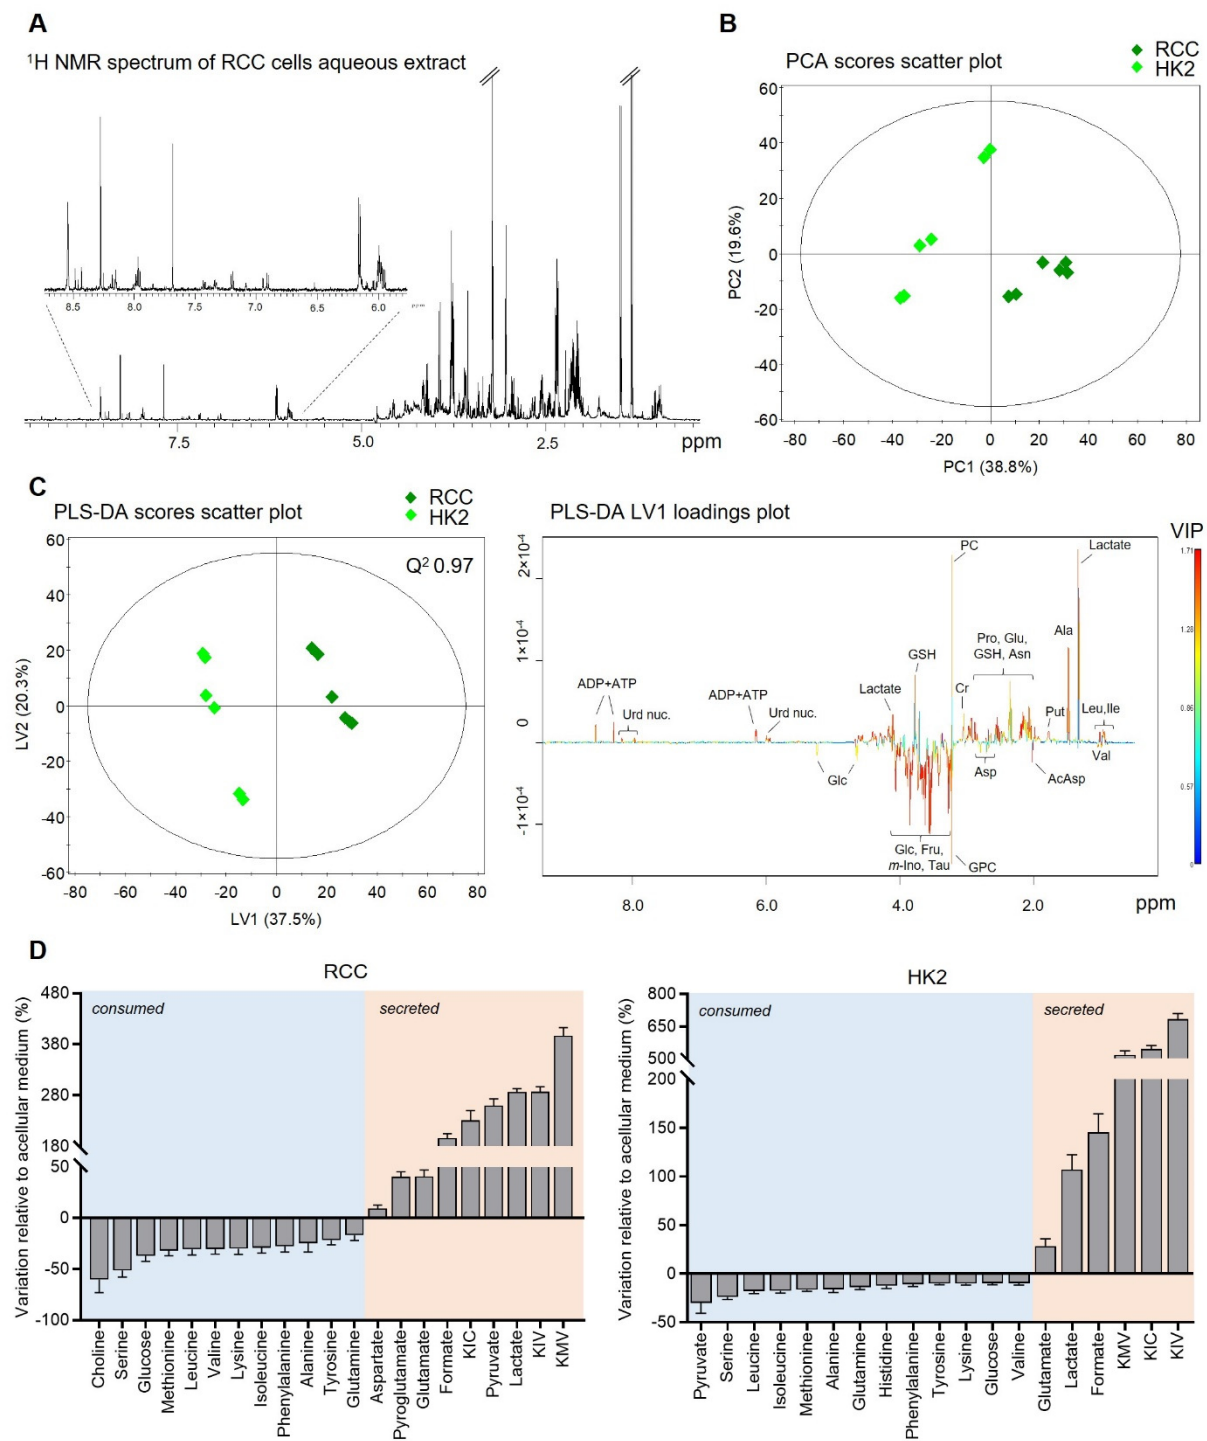 A
¹H NMR spectrum of RCC cells aqueous extract
8.5 8.0 7.5 7.0 6.5 6.0
7.5 5.0 2.5 ppm
B
PCA scores scatter plot
RCC
HK2
60
40
20
0
-20
-40
-60
PC2 (19.6%)
-80 -60 -40 -20 0 20 40 60 80
PC1 (38.8%)
C
PLS-DA scores scatter plot
RCC
HK2
Q² 0.97
60
40
20
0
-20
-40
-60
LV2 (20.3%)
-80 -60 -40 -20 0 20 40 60 80
LV1 (37.5%)
PLS-DA LV1 loadings plot
VIP
1.71
1.28
0.86
0.57
0
2×10⁻⁴
1×10⁻⁴
0
-1×10⁻⁴
PC
Lactate
Ala
Pro, Glu,
GSH, Asn
GSH
ADP+ATP
Urd nuc.
ADP+ATP
Urd nuc.
Lactate
Cr
Put
Leu,Ile
Val
Glc
Asp
AcAsp
Glc, Fru,
m-Ino, Tau
GPC
8.0 6.0 4.0 2.0 ppm
D
RCC
Variation relative to acellular medium (%)
480
380
280
180
50
0
-50
-100
consumed
secreted
Choline
Serine
Glucose
Methionine
Leucine
Valine
Lysine
Isoleucine
Phenylalanine
Alanine
Tyrosine
Glutamine
Aspartate
Pyroglutamate
Glutamate
Formate
KIC
Pyruvate
Lactate
KIV
KMV
HK2
Variation relative to acellular medium (%)
800
650
500
200
150
100
50
0
-50
consumed
secreted
Pyruvate
Serine
Leucine
Isoleucine
Methionine
Alanine
Glutamine
Histidine
Phenylalanine
Tyrosine
Lysine
Glucose
Valine
Glutamate
Lactate
Formate
KMV
KIC
KIV